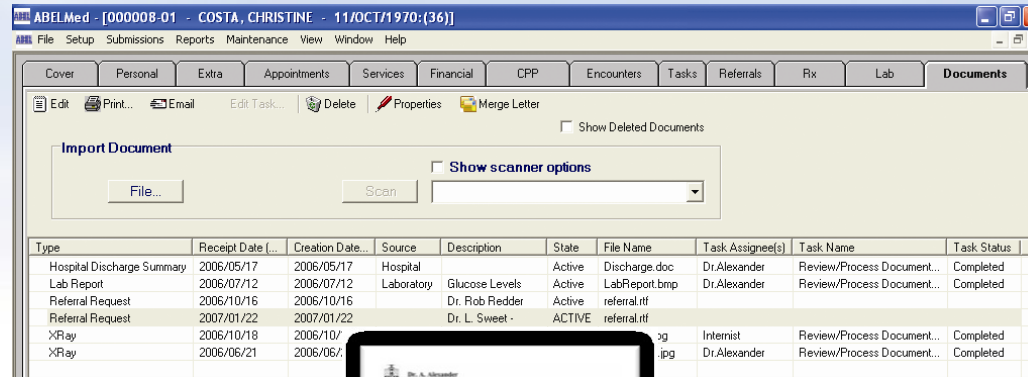 ABELMed - [000008-01 - COSTA, CHRISTINE - 11/OCT/1970:(36)]
File Setup Submissions Reports Maintenance View Window Help
Cover Personal Extra Appointments Services Financial CPP Encounters Tasks Referrals Rx Lab Documents
Edit Print... Email Edit Task... Delete Properties Merge Letter
Show Deleted Documents
Import Document
Show scanner options
File... Scan
Type Receipt Date (... Creation Date... Source Description State File Name Task Assignee(s) Task Name Task Status
Hospital Discharge Summary 2006/05/17 2006/05/17 Hospital Active Discharge.doc Dr.Alexander Review/Process Document... Completed
Lab Report 2006/07/12 2006/07/12 Laboratory Glucose Levels Active LabReport.bmp Dr.Alexander Review/Process Document... Completed
Referral Request 2006/10/16 2006/10/16 Dr. Rob Redder Active referral.rtf
Referral Request 2007/01/22 2007/01/22 Dr. L. Sweet - ACTIVE referral.rtf
XRay 2006/10/18 2006/10/ Internist Review/Process Document... Completed
XRay 2006/06/21 2006/06/ .jpg Dr.Alexander Review/Process Document... Completed
Dr. A. Alexander